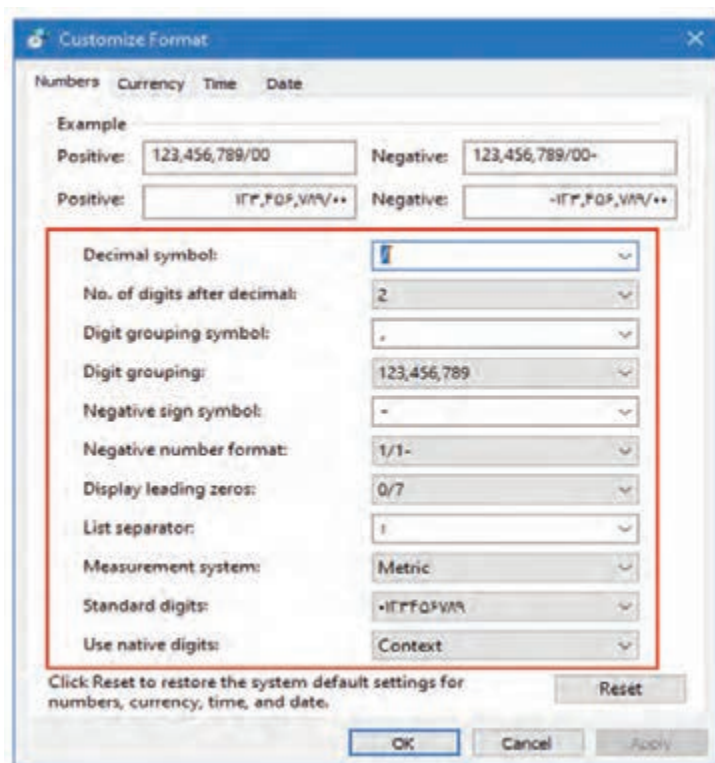 Customize Format
Numbers Currency Time Date
Example
Positive: 123,456,789/00 Negative: 123,456,789/00-
Positive: ۱۲۳,۴۵۶,۷۸۹/۰۰ Negative: -۱۲۳,۴۵۶,۷۸۹/۰۰
Decimal symbol: /
No. of digits after decimal: 2
Digit grouping symbol: ,
Digit grouping: 123,456,789
Negative sign symbol: -
Negative number format: 1/1-
Display leading zeros: 0/7
List separator:
Measurement system: Metric
Standard digits: ۰۱۲۳۴۵۶۷۸۹
Use native digits: Context
Click Reset to restore the system default settings for
numbers, currency, time, and date. Reset
OK Cancel Apply